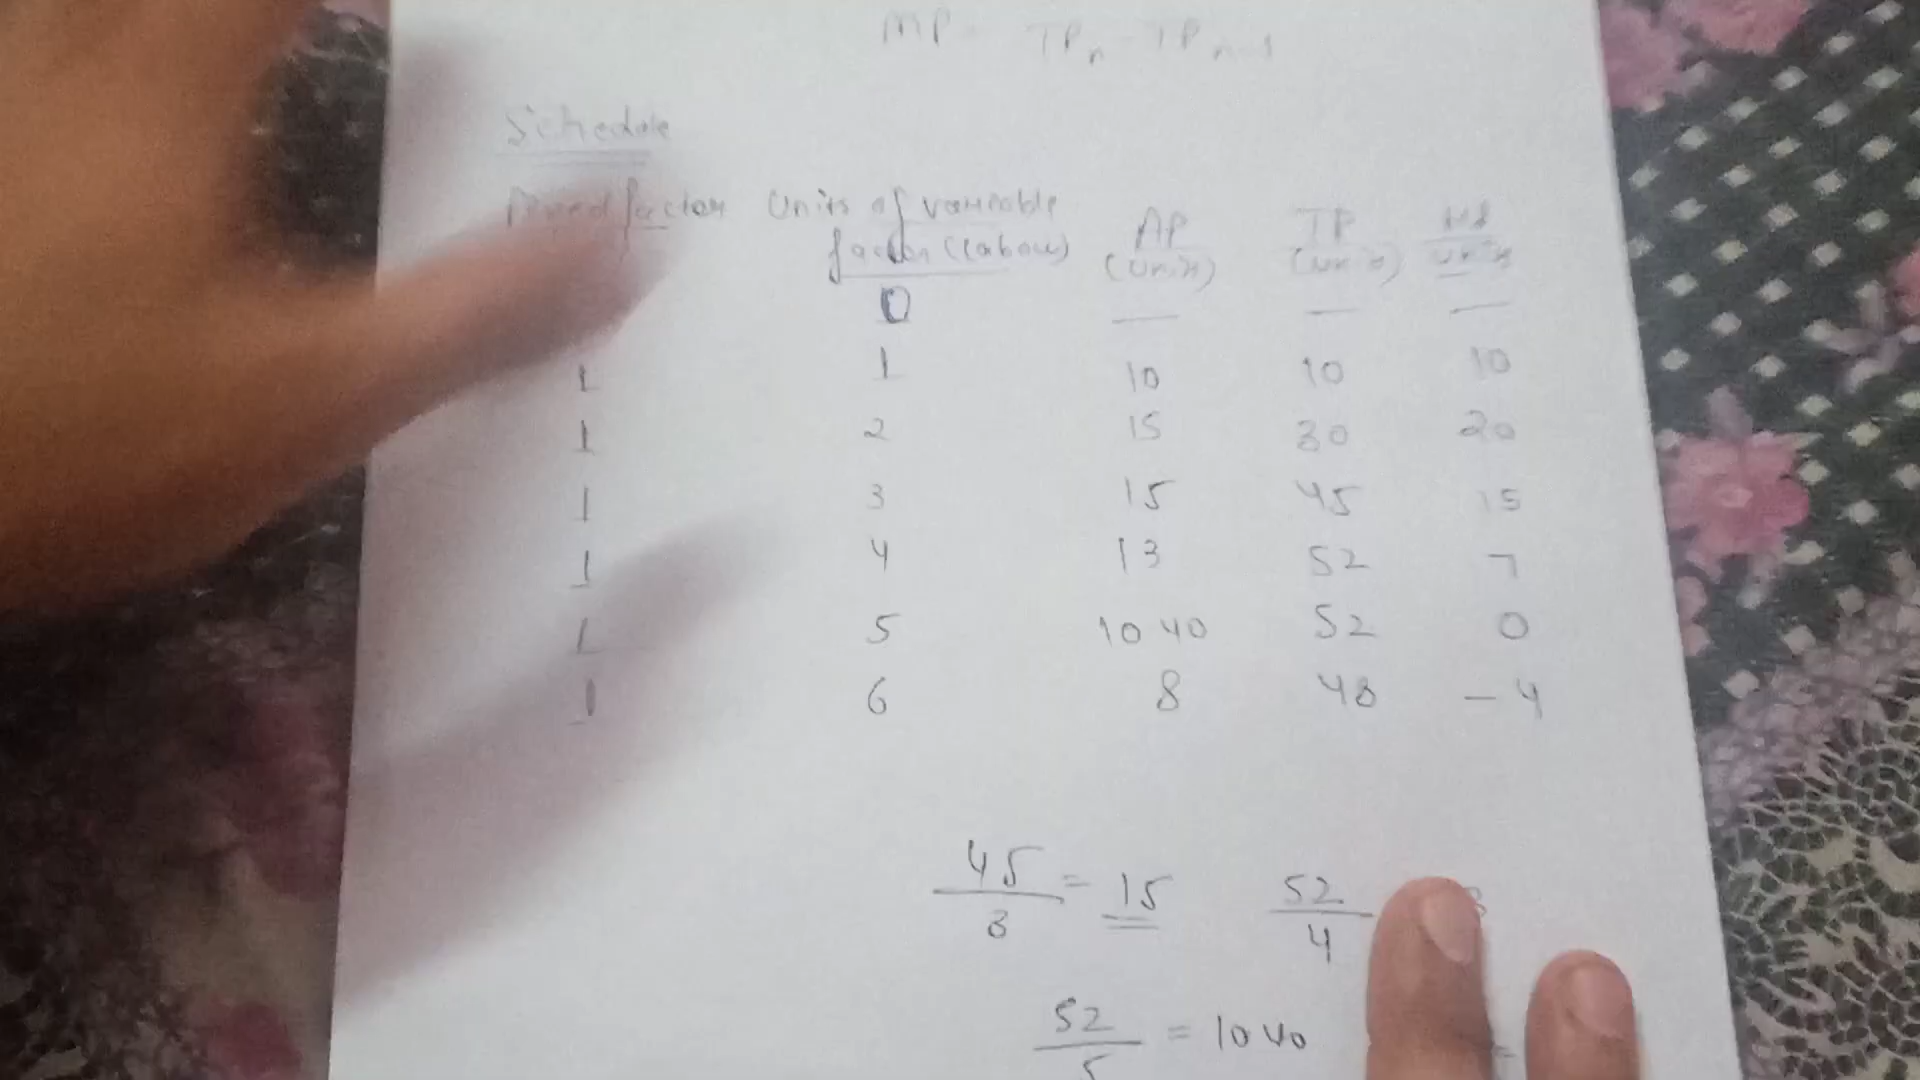 MP = TPn - TPn-1
Schedule
Fixed factor Units of variable factor (labour) AP (units) TP (units) MP units
0 — — —
1 1 10 10 10
1 2 15 30 20
1 3 15 45 15
1 4 13 52 7
1 5 10 40 52 0
1 6 8 48 - 4
45/3 = 15 52/4
52/5 = 10 40